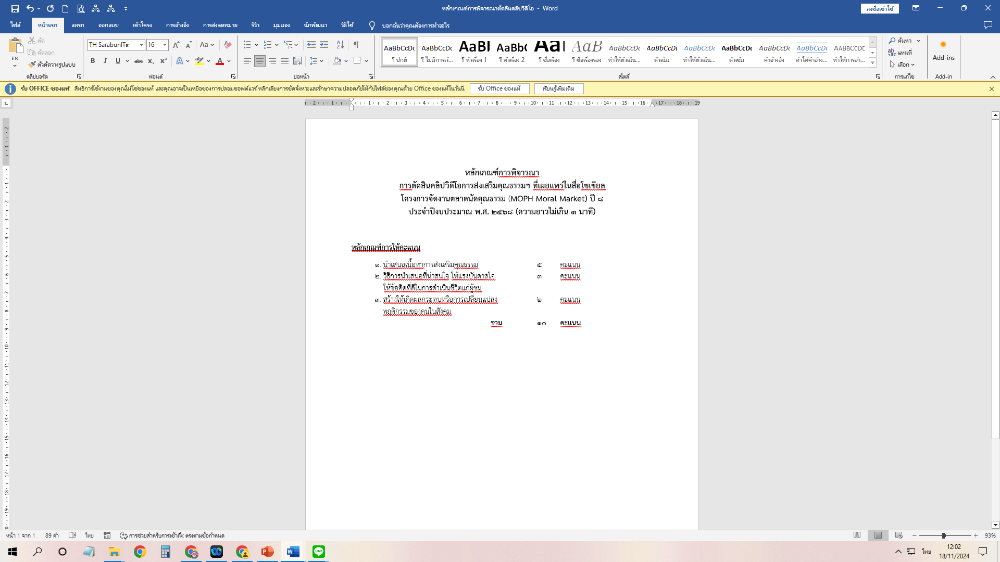 หลักเกณฑ์การพิจารณาตัดสินคลิปวิดีโอ - Word
ลงชื่อเข้าใช้
ไฟล์ หน้าแรก แทรก ออกแบบ เค้าโครง การอ้างอิง การส่งจดหมาย รีวิว มุมมอง นักพัฒนา วิธีใช้ บอกฉันว่าคุณต้องการทำอะไร
วาง
ตัด
คัดลอก
ตัวคัดวางรูปแบบ
คลิปบอร์ด
TH SarabunIT๙ 16
ฟอนต์
ย่อหน้า
AaBbCcDc AaBbCcDc AaBl AaBbC AaI AaB AaBbCcDc AaBbCcDc AaBbCcDc AaBbCcDc AaBbCcDc AaBbCcDc AABBCCDE
¶ ปกติ ¶ ไม่มีการเว้... ¶ หัวเรื่อง 1 ¶ หัวเรื่อง 2 ¶ ชื่อเรื่อง ¶ ชื่อเรื่องรอง ทำให้ตัวเน้น... ตัวเน้น ทำให้ตัวเน้น... ตัวเข้ม คำอ้างอิง ทำให้คำอ้าง... ทำให้การอ้า...
สไตล์
ค้นหา
แทนที่
เลือก
การแก้ไข
Add-ins
Add-in
รับ OFFICE ของแท้ สิทธิการใช้งานของคุณไม่ใช่ของแท้ และคุณอาจเป็นเหยื่อของการปลอมซอฟต์แวร์ หลีกเลี่ยงการขัดจังหวะและรักษาความปลอดภัยให้กับไฟล์ของคุณด้วย Office ของแท้ในวันนี้ รับ Office ของแท้ เรียนรู้เพิ่มเติม
หลักเกณฑ์การพิจารณา
การตัดสินคลิปวิดีโอการส่งเสริมคุณธรรมฯ ที่เผยแพร่ในสื่อโซเชียล
โครงการจัดงานตลาดนัดคุณธรรม (MOPH Moral Market) ปี ๘
ประจำปีงบประมาณ พ.ศ. ๒๕๖๘ (ความยาวไม่เกิน ๓ นาที)
หลักเกณฑ์การให้คะแนน
๑. นำเสนอเนื้อหาการส่งเสริมคุณธรรม ๕ คะแนน
๒. วิธีการนำเสนอที่น่าสนใจ ให้แรงบันดาลใจ ๓ คะแนน
ให้ข้อคิดที่ดีในการดำเนินชีวิตแก่ผู้ชม
๓. สร้างให้เกิดผลกระทบหรือการเปลี่ยนแปลง ๒ คะแนน
พฤติกรรมของคนในสังคม
รวม ๑๐ คะแนน
หน้า 1 จาก 1 89 คำ ไทย การช่วยสำหรับการเข้าถึง: ตรงตามข้อกำหนด 93%
ไทย
12:02
18/11/2024